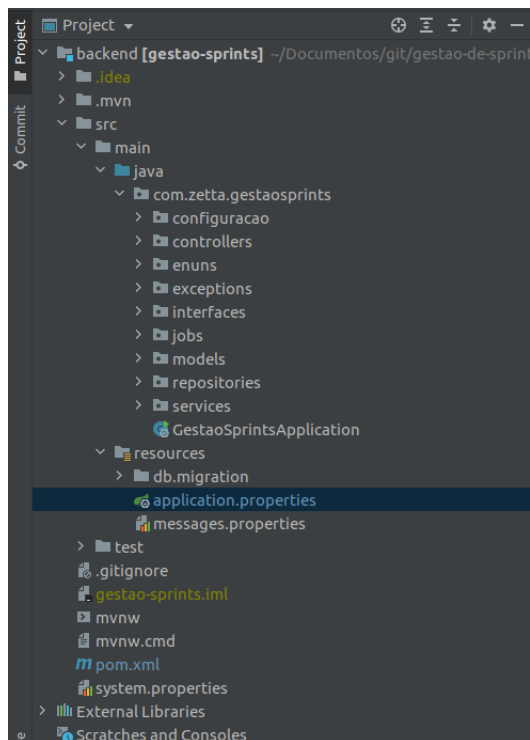 Project
Commit
Project
backend [gestao-sprints] ~/Documentos/git/gestao-de-sprint
.idea
.mvn
src
main
java
com.zetta.gestaosprints
configuracao
controllers
enuns
exceptions
interfaces
jobs
models
repositories
services
GestaoSprintsApplication
resources
db.migration
application.properties
messages.properties
test
.gitignore
gestao-sprints.iml
mvnw
mvnw.cmd
pom.xml
system.properties
External Libraries
Scratches and Consoles